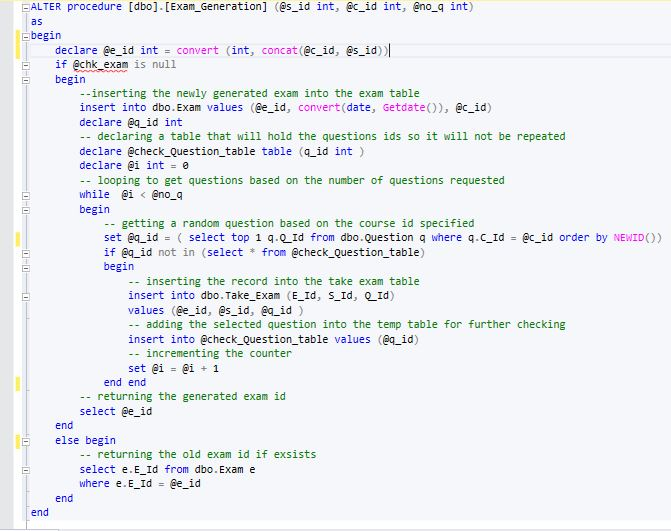 ALTER procedure [dbo].[Exam_Generation] (@s_id int, @c_id int, @no_q int)
as
begin
declare @e_id int = convert (int, concat(@c_id, @s_id))
if @chk_exam is null
begin
--inserting the newly generated exam into the exam table
insert into dbo.Exam values (@e_id, convert(date, Getdate()), @c_id)
declare @q_id int
-- declaring a table that will hold the questions ids so it will not be repeated
declare @check_Question_table table (q_id int )
declare @i int = 0
-- looping to get questions based on the number of questions requested
while @i < @no_q
begin
-- getting a random question based on the course id specified
set @q_id = ( select top 1 q.Q_Id from dbo.Question q where q.C_Id = @c_id order by NEWID())
if @q_id not in (select * from @check_Question_table)
begin
-- inserting the record into the take exam table
insert into dbo.Take_Exam (E_Id, S_Id, Q_Id)
values (@e_id, @s_id, @q_id )
-- adding the selected question into the temp table for further checking
insert into @check_Question_table values (@q_id)
-- incrementing the counter
set @i = @i + 1
end end
-- returning the generated exam id
select @e_id
end
else begin
-- returning the old exam id if exsists
select e.E_Id from dbo.Exam e
where e.E_Id = @e_id
end
end